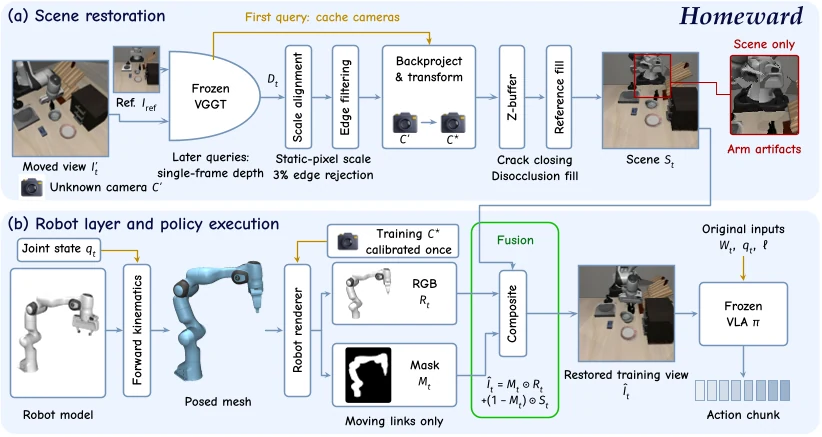 (a) Scene restoration
Homeward
First query: cache cameras
Scene only
Ref. I_ref
Frozen
VGGT
D_t
Scale alignment
Edge filtering
Backproject
& transform
C′
C*
Z-buffer
Reference fill
Moved view I′_t
Unknown camera C′
Later queries:
single-frame depth
Static-pixel scale
3% edge rejection
Crack closing
Disocclusion fill
Scene S_t
Arm artifacts
(b) Robot layer and policy execution
Joint state q_t
Forward kinematics
Training C*
calibrated once
Robot renderer
RGB
R_t
Mask
M_t
Fusion
Composite
Î_t = M_t ⊙ R_t
+(1 − M_t) ⊙ S_t
Original inputs
W_t, q_t, ℓ
Frozen
VLA π
Restored training view
Î_t
Robot model
Posed mesh
Moving links only
Action chunk